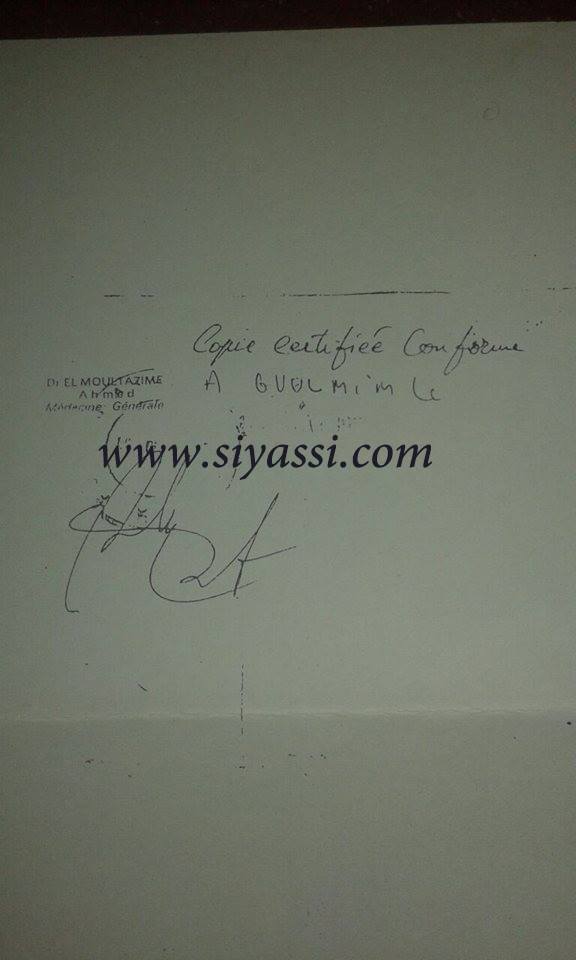 Copie certifiée Conforme
A GUELMIM le
Dr EL MOULTAZIME
Ahmed
Médecine Générale
www.siyassi.com